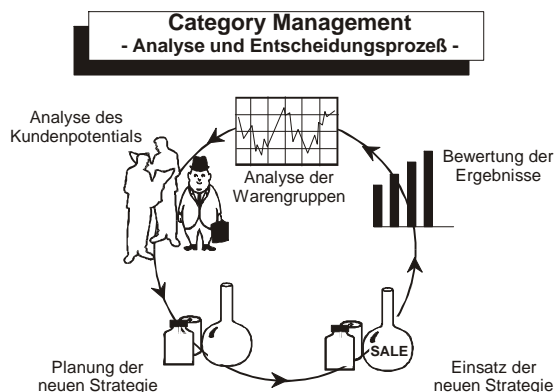 Category Management
- Analyse und Entscheidungsprozeß -
Analyse des
Kundenpotentials
Analyse der
Warengruppen
Bewertung der
Ergebnisse
SALE
Planung der
neuen Strategie
Einsatz der
neuen Strategie